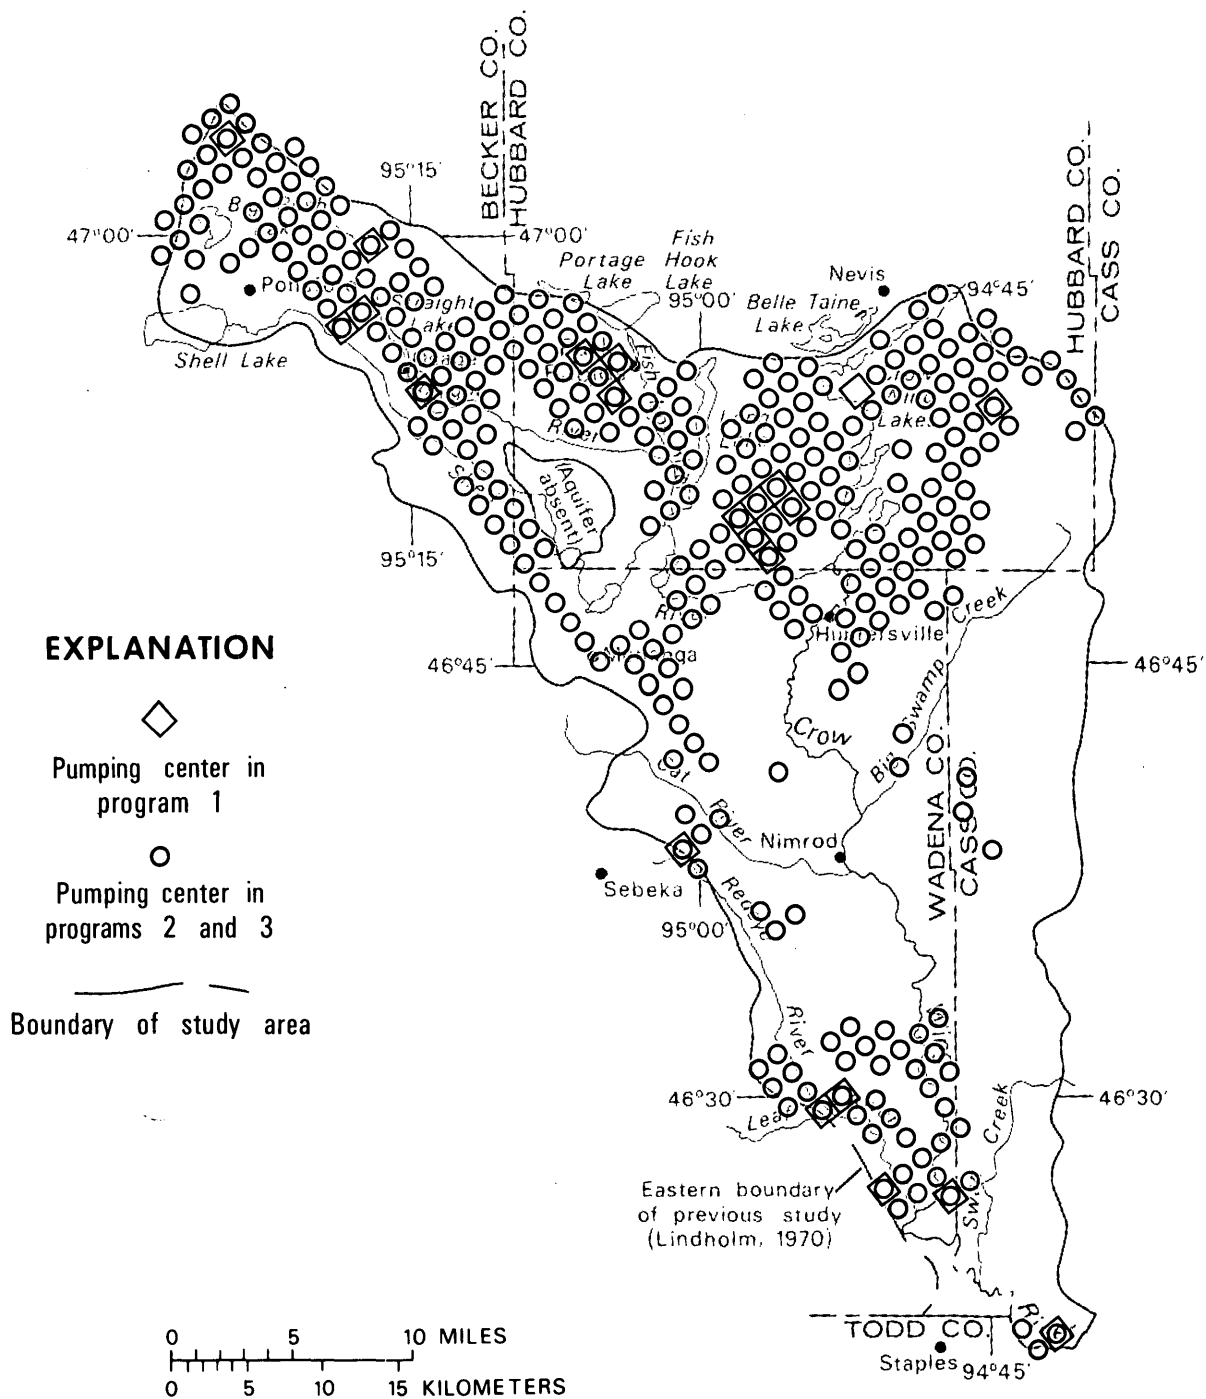 BECKER CO.
HUBBARD CO.
HUBBARD CO.
CASS CO.
95°15'
47°00'
47°00'
Fish
Hook
Lake
Portage
Lake
Nevis
95°00'
Belle Taine
Lake
94°45'
Straight
Lake
Shell Lake
Fish
River
Lake
(Aquifer
absent)
95°15'
River
Huntersville
Creek
EXPLANATION
46°45'
46°45'
Swamp
Big
Crow
Pumping center in
program 1
Cat
River
WADENA CO.
CASS CO.
Nimrod
Pumping center in
programs 2 and 3
Sebeka
Redeye
95°00'
River
Boundary of study area
46°30'
46°30'
Leaf
Creek
Eastern boundary
of previous study
(Lindholm, 1970)
0 5 10 MILES
0 5 10 15 KILOMETERS
TODD CO.
Staples
94°45'